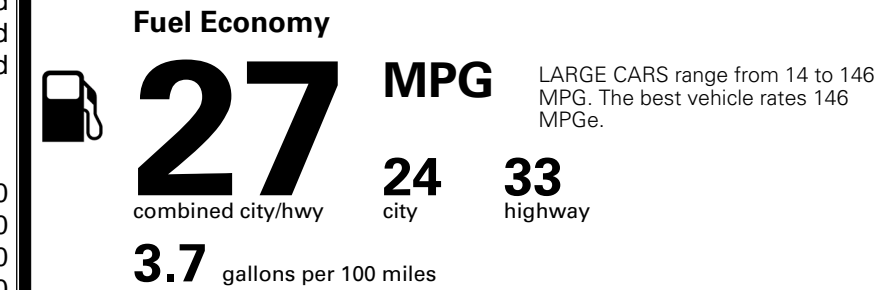 Fuel Economy
27
MPG
LARGE CARS range from 14 to 146
MPG. The best vehicle rates 146
MPGe.
24
33
combined city/hwy
city
highway
3.7 gallons per 100 miles